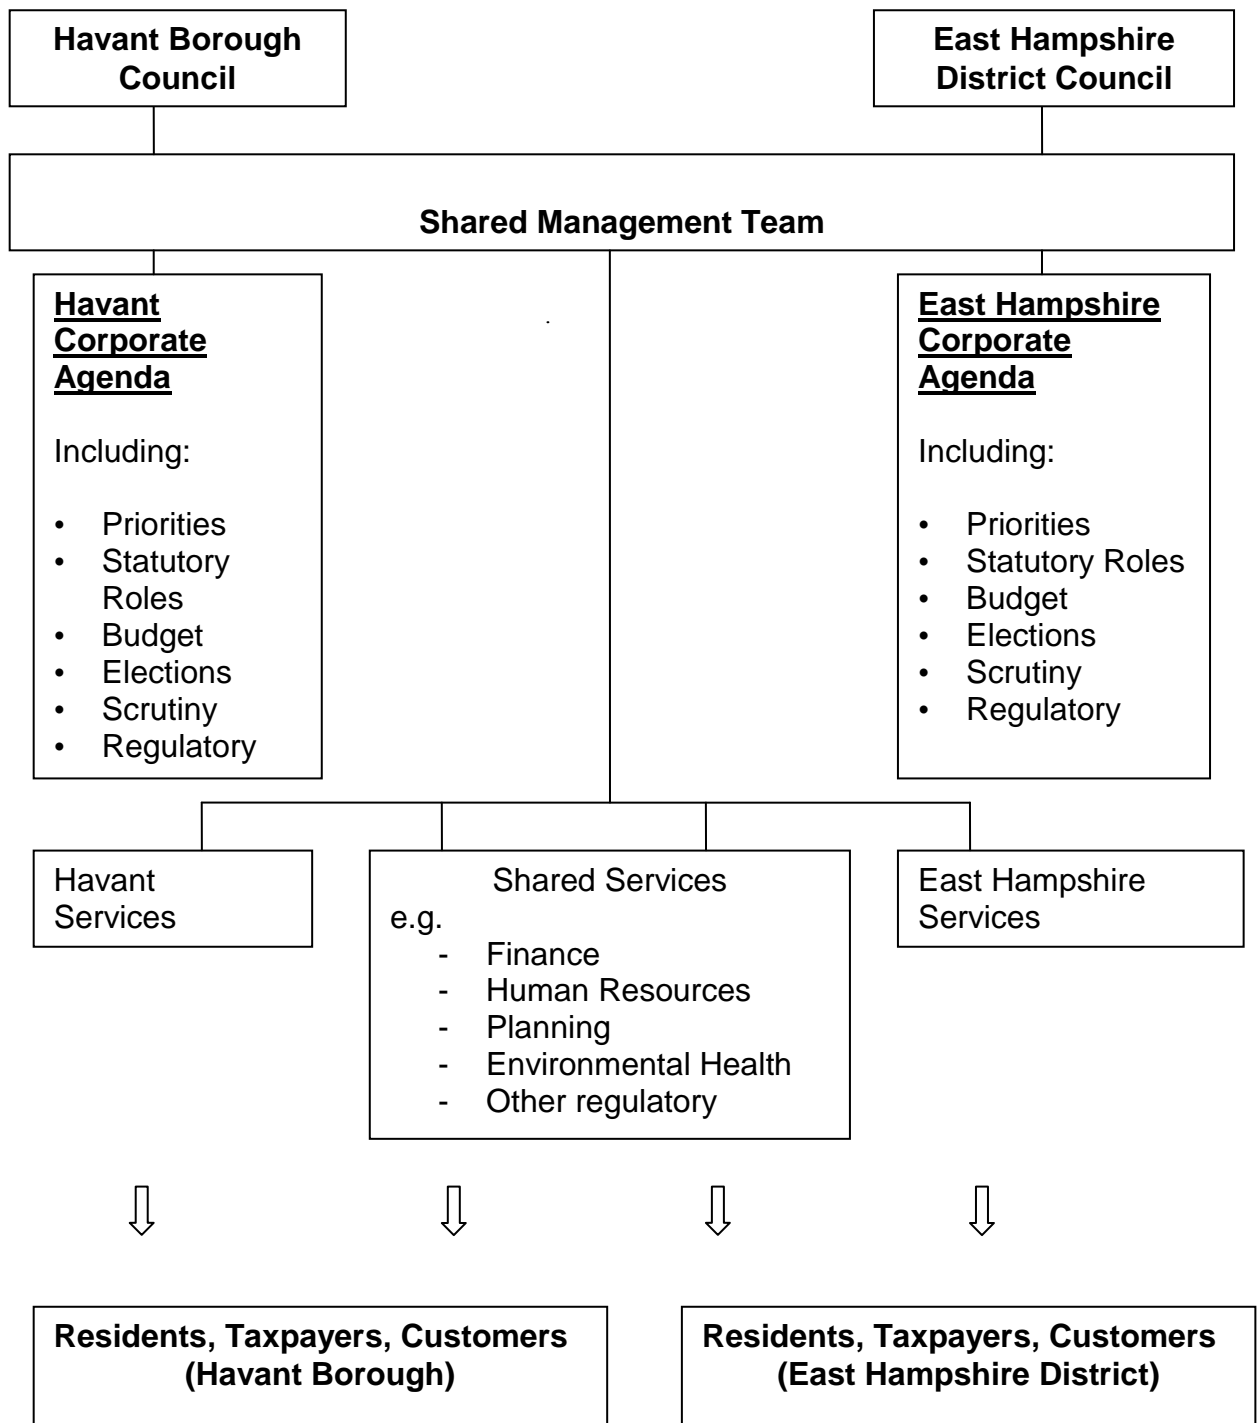 Havant Borough
Council
East Hampshire
District Council
Shared Management Team
Havant
Corporate
Agenda
Including:
• Priorities
• Statutory
Roles
• Budget
• Elections
• Scrutiny
• Regulatory
East Hampshire
Corporate
Agenda
Including:
• Priorities
• Statutory Roles
• Budget
• Elections
• Scrutiny
• Regulatory
Havant
Services
Shared Services
e.g.
- Finance
- Human Resources
- Planning
- Environmental Health
- Other regulatory
East Hampshire
Services
Residents, Taxpayers, Customers
(Havant Borough)
Residents, Taxpayers, Customers
(East Hampshire District)